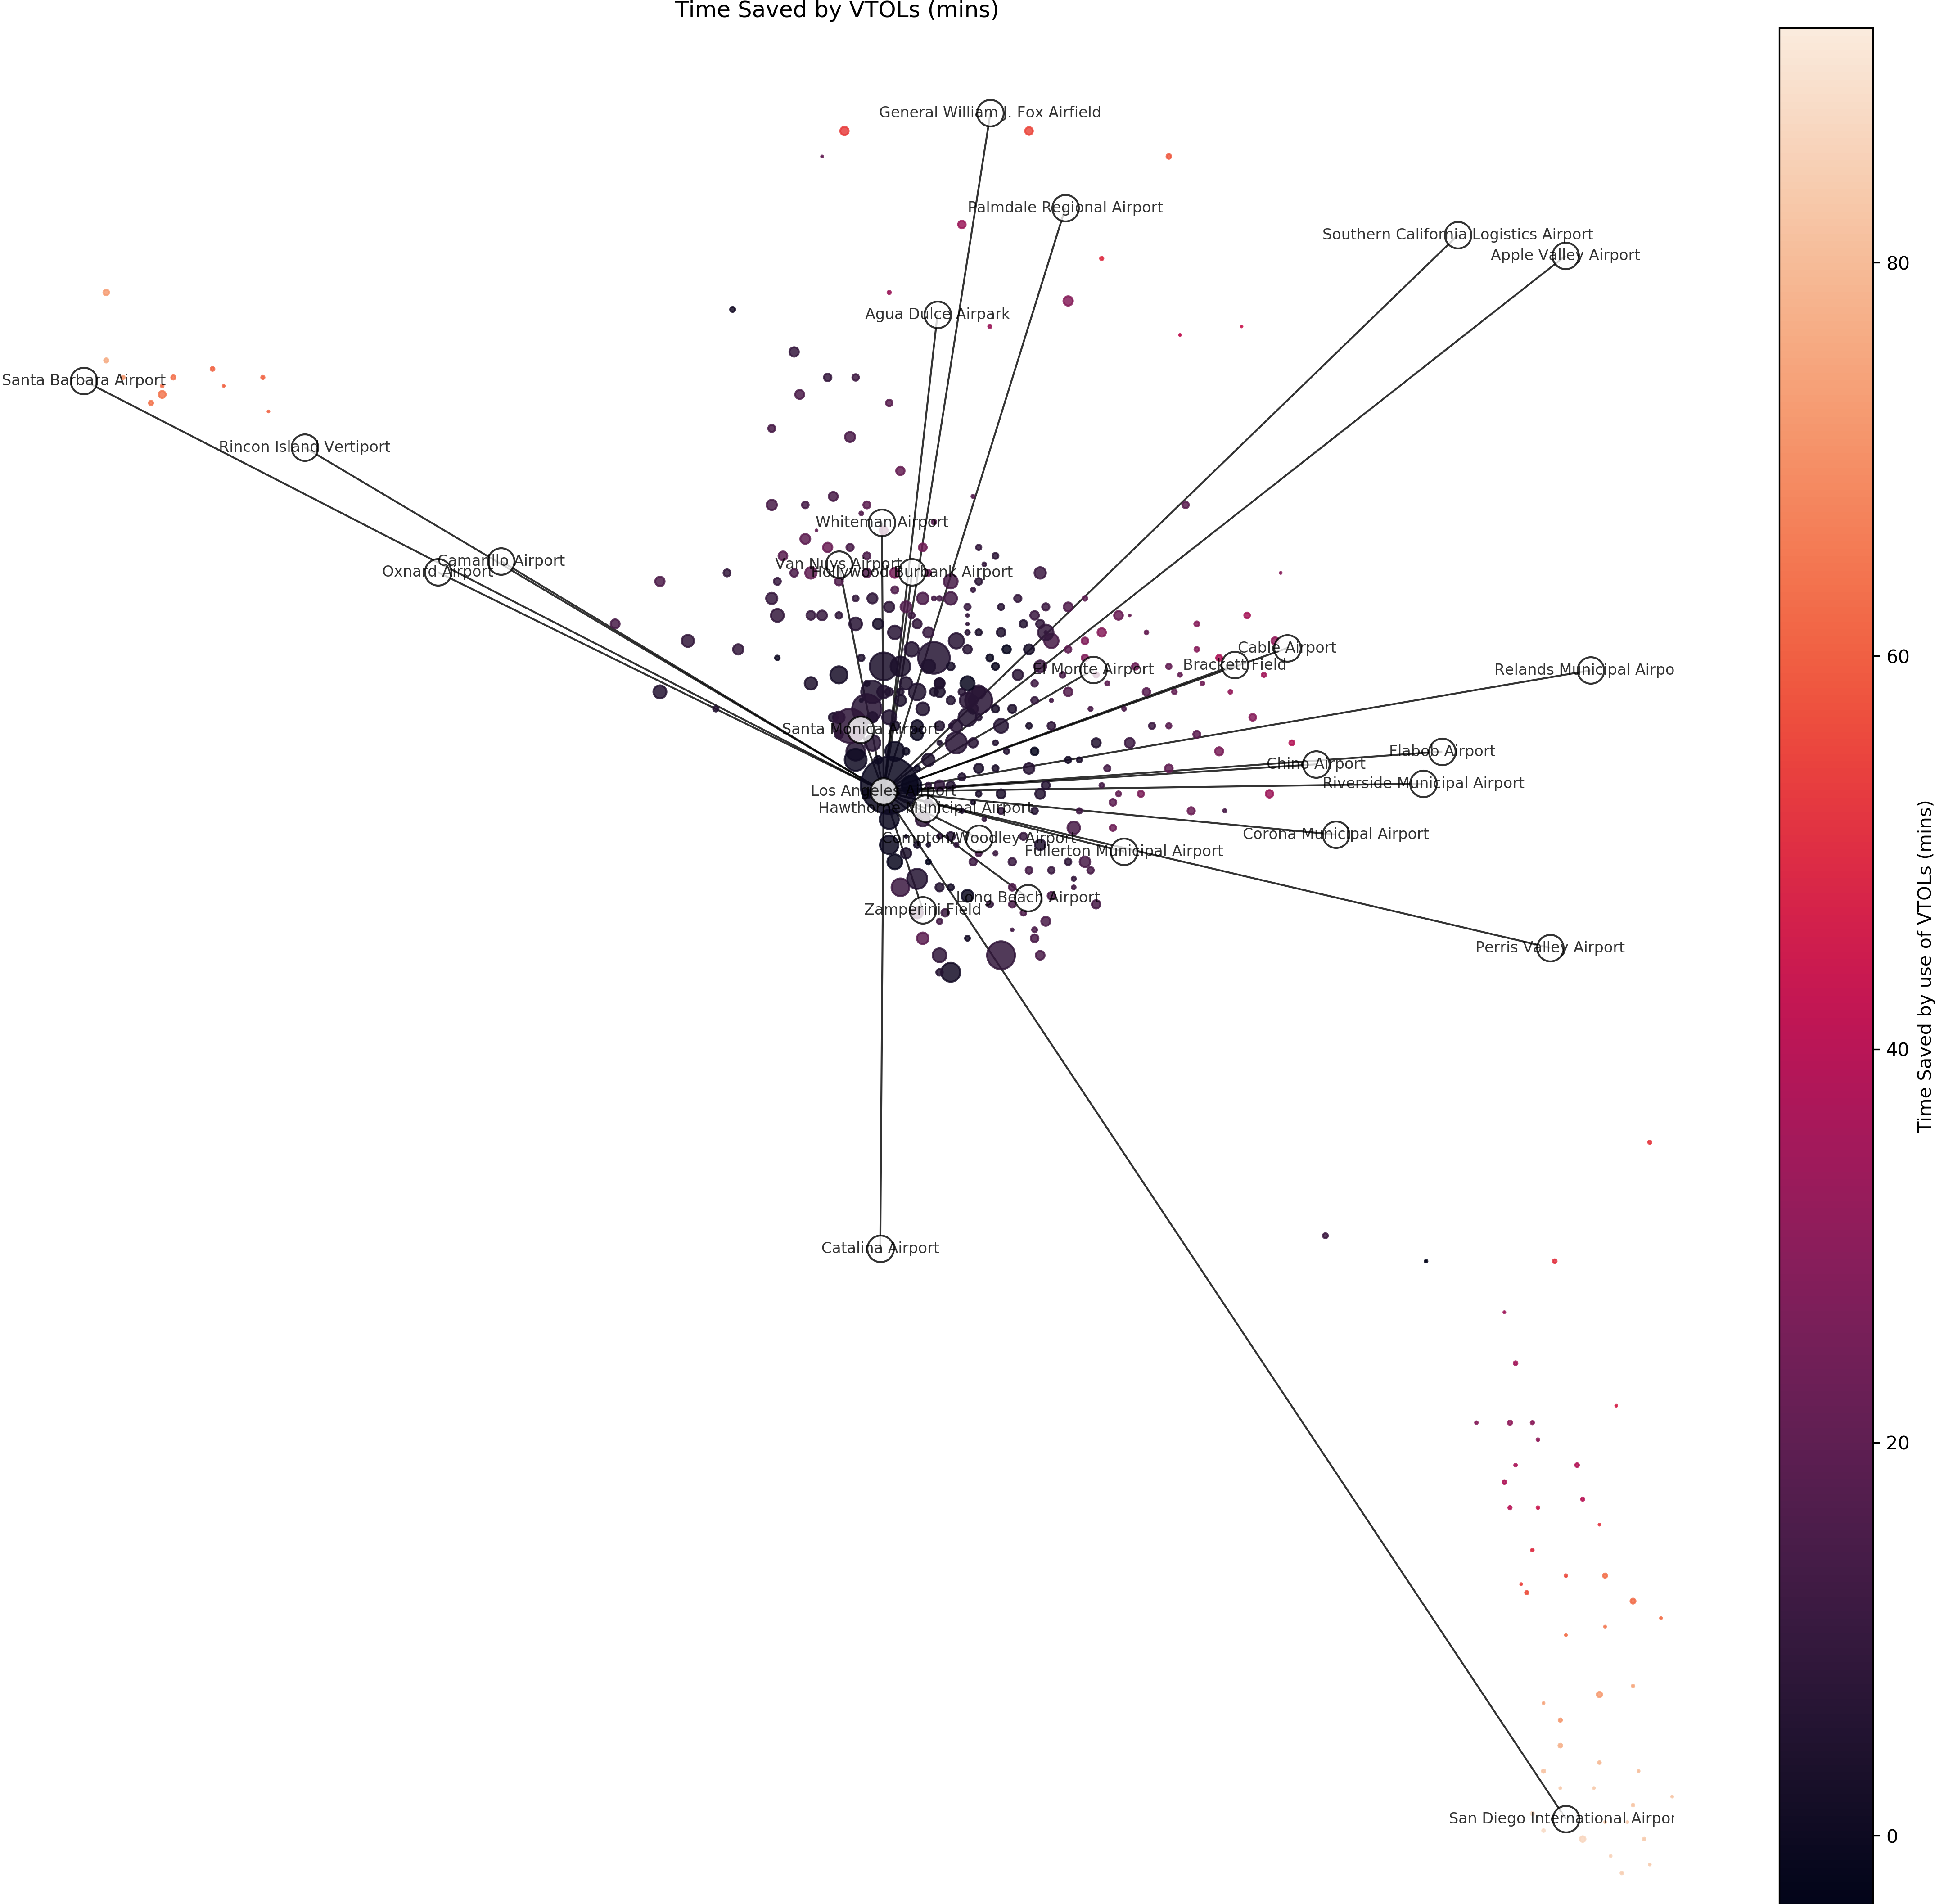 Time Saved by VTOLs (mins)
General William J. Fox Airfield
Palmdale Regional Airport
Southern California Logistics Airport
Apple Valley Airport
80
Agua Dulce Airpark
Santa Barbara Airport
Rincon Island Vertiport
Whiteman Airport
Camarillo Airport
Van Nuys Airport
Oxnard Airport
Hollywood Burbank Airport
Cable Airport
60
Brackett Field
El Monte Airport
Relands Municipal Airpo
Santa Monica Airport
Flabob Airport
Chino Airport
Riverside Municipal Airport
Los Angeles Airport
Hawthorne Municipal Airport
Corona Municipal Airport
Compton/Woodley Airport
Fullerton Municipal Airport
Long Beach Airport
Zamperini Field
Perris Valley Airport
Time Saved by use of VTOLs (mins)
40
Catalina Airport
20
San Diego International Airpor
0